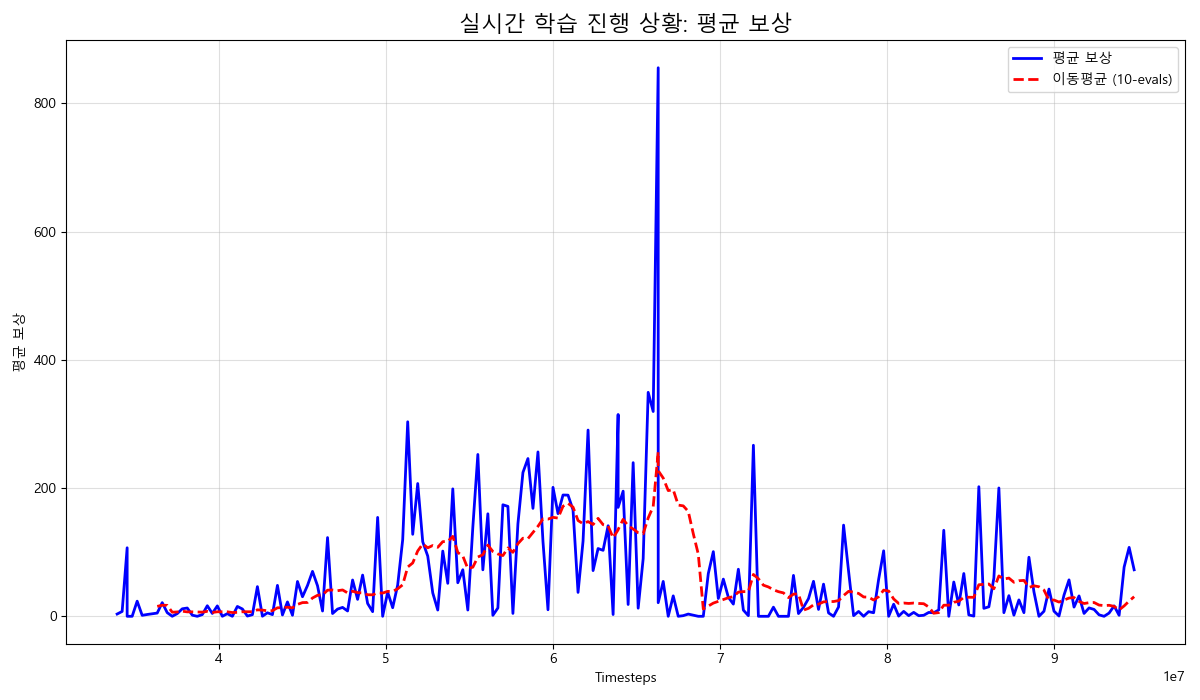 실시간 학습 진행 상황: 평균 보상
평균 보상
이동평균 (10-evals)
평균 보상
800
600
400
200
0
4
5
6
7
8
9
1e7
Timesteps